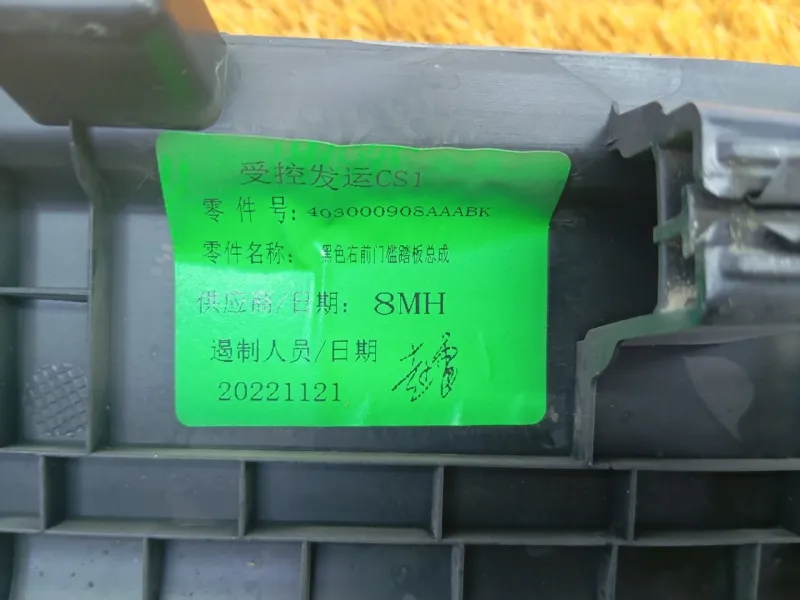 受控发运CS1
零 件 号: 403000908AAABK
零件名称: 黑色右前门槛踏板总成
供应商/日期: 8MH
遏制人员/日期
20221121